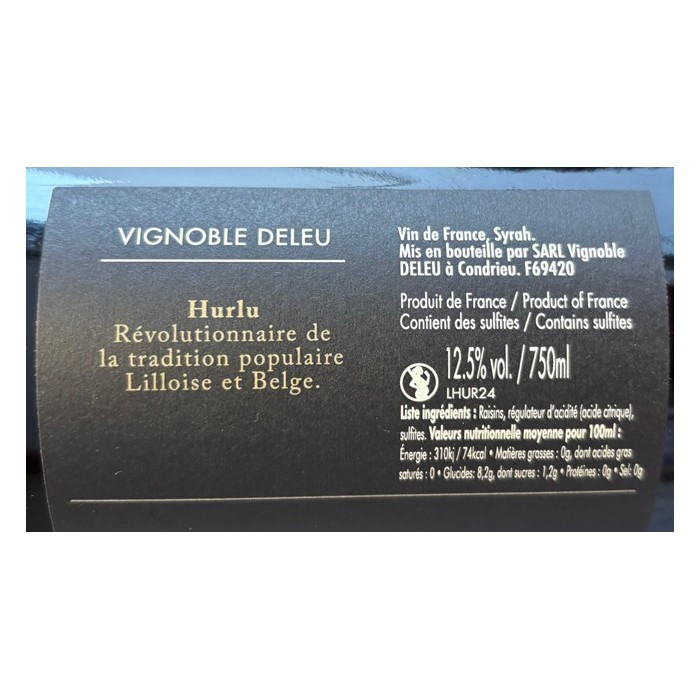 VIGNOBLE DELEU
Hurlu
Révolutionnaire de
la tradition populaire
Lilloise et Belge.
Vin de France, Syrah.
Mis en bouteille par SARL Vignoble
DELEU à Condrieu. F69420
Produit de France / Product of France
Contient des sulfites / Contains sulfites
12.5% vol. / 750ml
LHUR24
Liste ingrédients : Raisins, régulateur d'acidité (acide citrique),
sulfites. Valeurs nutritionnelle moyenne pour 100ml :
Énergie : 310kj / 74kcal • Matières grasses : 0g, dont acides gras
saturés : 0 • Glucides: 8,2g, dont sucres : 1,2g • Protéines : 0g • Sel: 0g